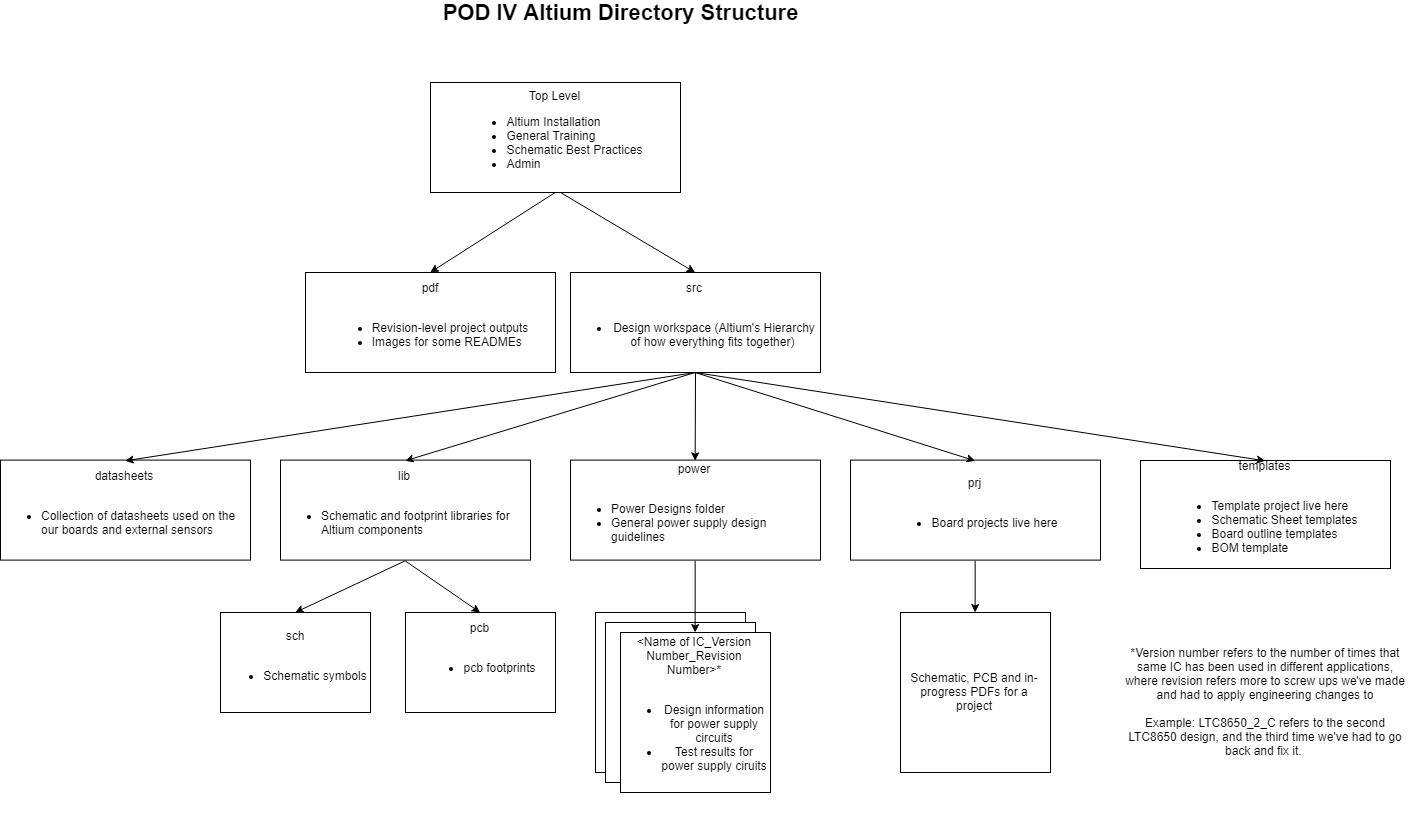 POD IV Altium Directory Structure
Top Level
• Altium Installation
• General Training
• Schematic Best Practices
• Admin
pdf
• Revision-level project outputs
• Images for some READMEs
src
• Design workspace (Altium's Hierarchy
of how everything fits together)
datasheets
• Collection of datasheets used on the
our boards and external sensors
lib
• Schematic and footprint libraries for
Altium components
power
• Power Designs folder
• General power supply design
guidelines
prj
• Board projects live here
templates
• Template project live here
• Schematic Sheet templates
• Board outline templates
• BOM template
sch
• Schematic symbols
pcb
• pcb footprints
<Name of IC_Version
Number_Revision
Number>*
• Design information
for power supply
circuits
• Test results for
power supply ciruits
Schematic, PCB and in-
progress PDFs for a
project
*Version number refers to the number of times that
same IC has been used in different applications,
where revision refers more to screw ups we've made
and had to apply engineering changes to
Example: LTC8650_2_C refers to the second
LTC8650 design, and the third time we've had to go
back and fix it.